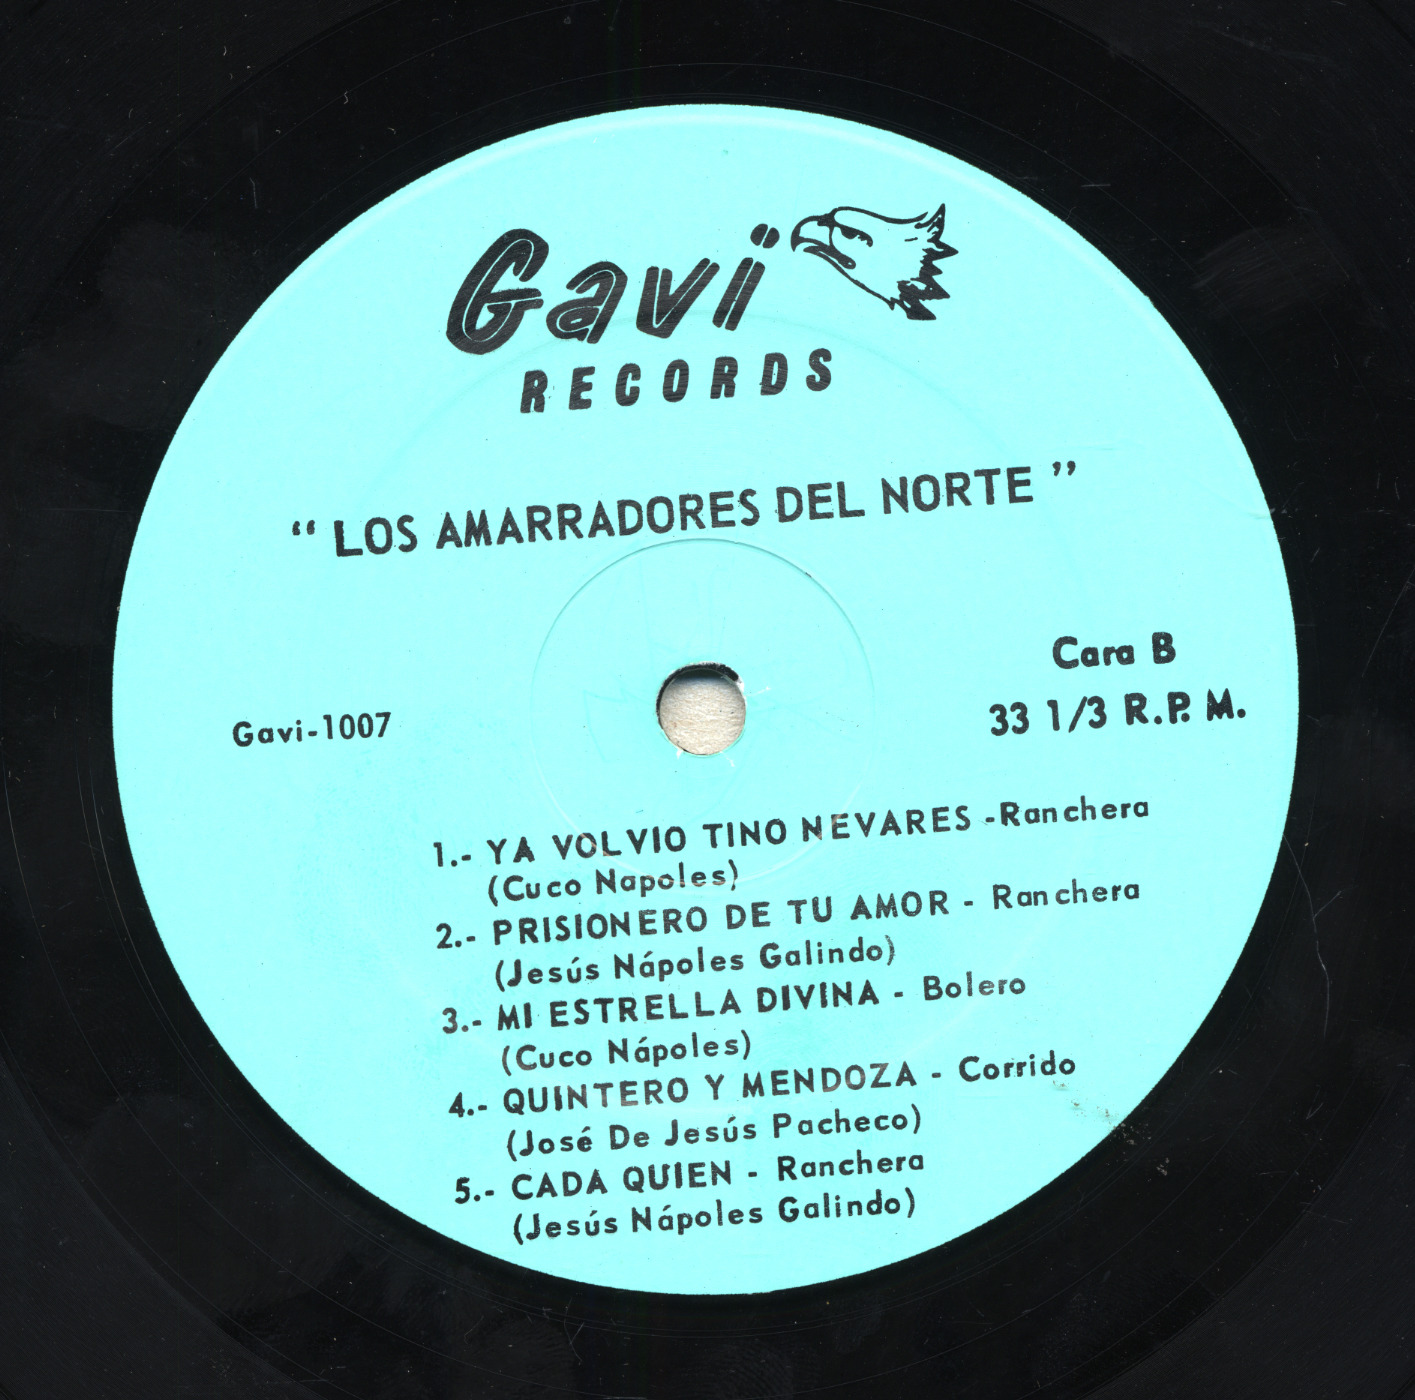 Gavi
RECORDS
“ LOS AMARRADORES DEL NORTE ”
Cara B
33 1/3 R.P. M.
Gavi-1007
1.- YA VOLVIO TINO NEVARES -Ranchera
(Cuco Napoles)
2.- PRISIONERO DE TU AMOR - Ranchera
(Jesús Nápoles Galindo)
3.- MI ESTRELLA DIVINA - Bolero
(Cuco Nápoles)
4.- QUINTERO Y MENDOZA - Corrido
(José De Jesús Pacheco)
5.- CADA QUIEN - Ranchera
(Jesús Nápoles Galindo)